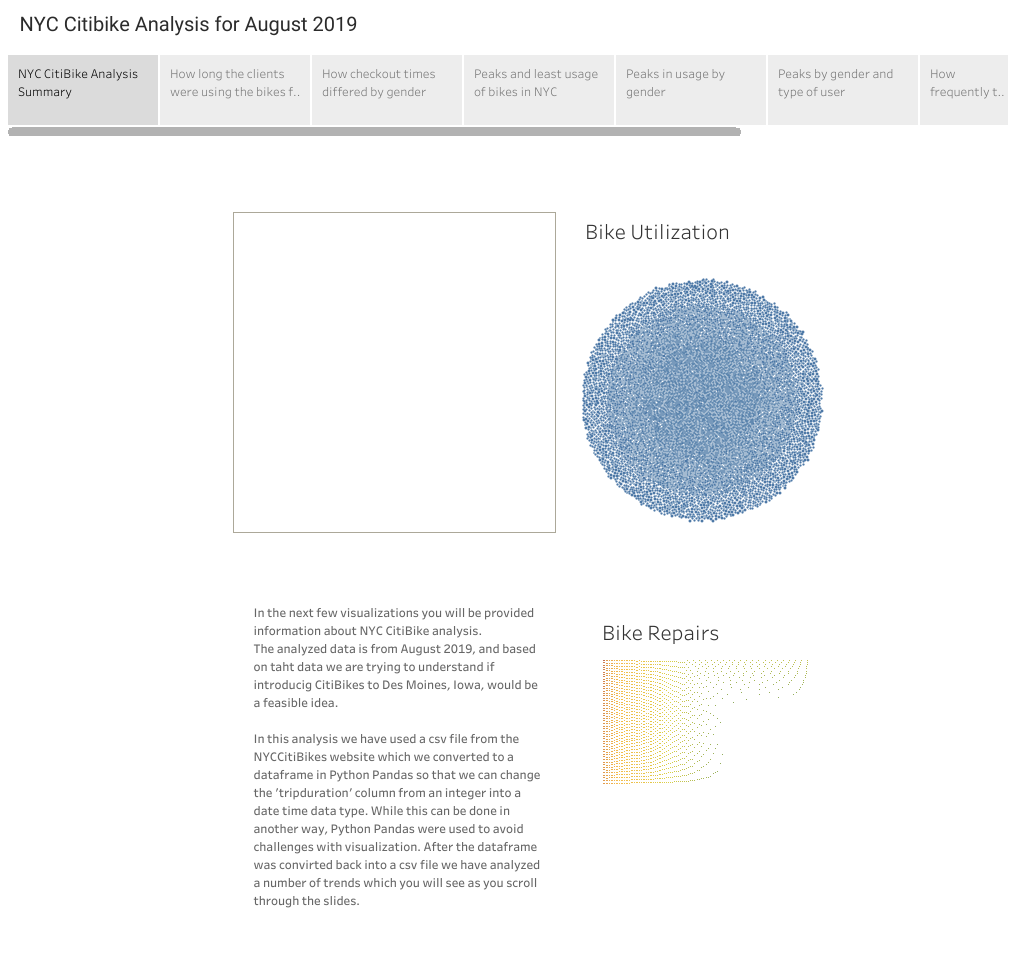 NYC Citibike Analysis for August 2019
NYC CitiBike Analysis
Summary
How long the clients
were using the bikes f..
How checkout times
differed by gender
Peaks and least usage
of bikes in NYC
Peaks in usage by
gender
Peaks by gender and
type of user
How
frequently t..
Bike Utilization
In the next few visualizations you will be provided
information about NYC CitiBike analysis.
The analyzed data is from August 2019, and based
on taht data we are trying to understand if
introducig CitiBikes to Des Moines, Iowa, would be
a feasible idea.
In this analysis we have used a csv file from the
NYCCitiBikes website which we converted to a
dataframe in Python Pandas so that we can change
the 'tripduration' column from an integer into a
date time data type. While this can be done in
another way, Python Pandas were used to avoid
challenges with visualization. After the dataframe
was convirted back into a csv file we have analyzed
a number of trends which you will see as you scroll
through the slides.
Bike Repairs